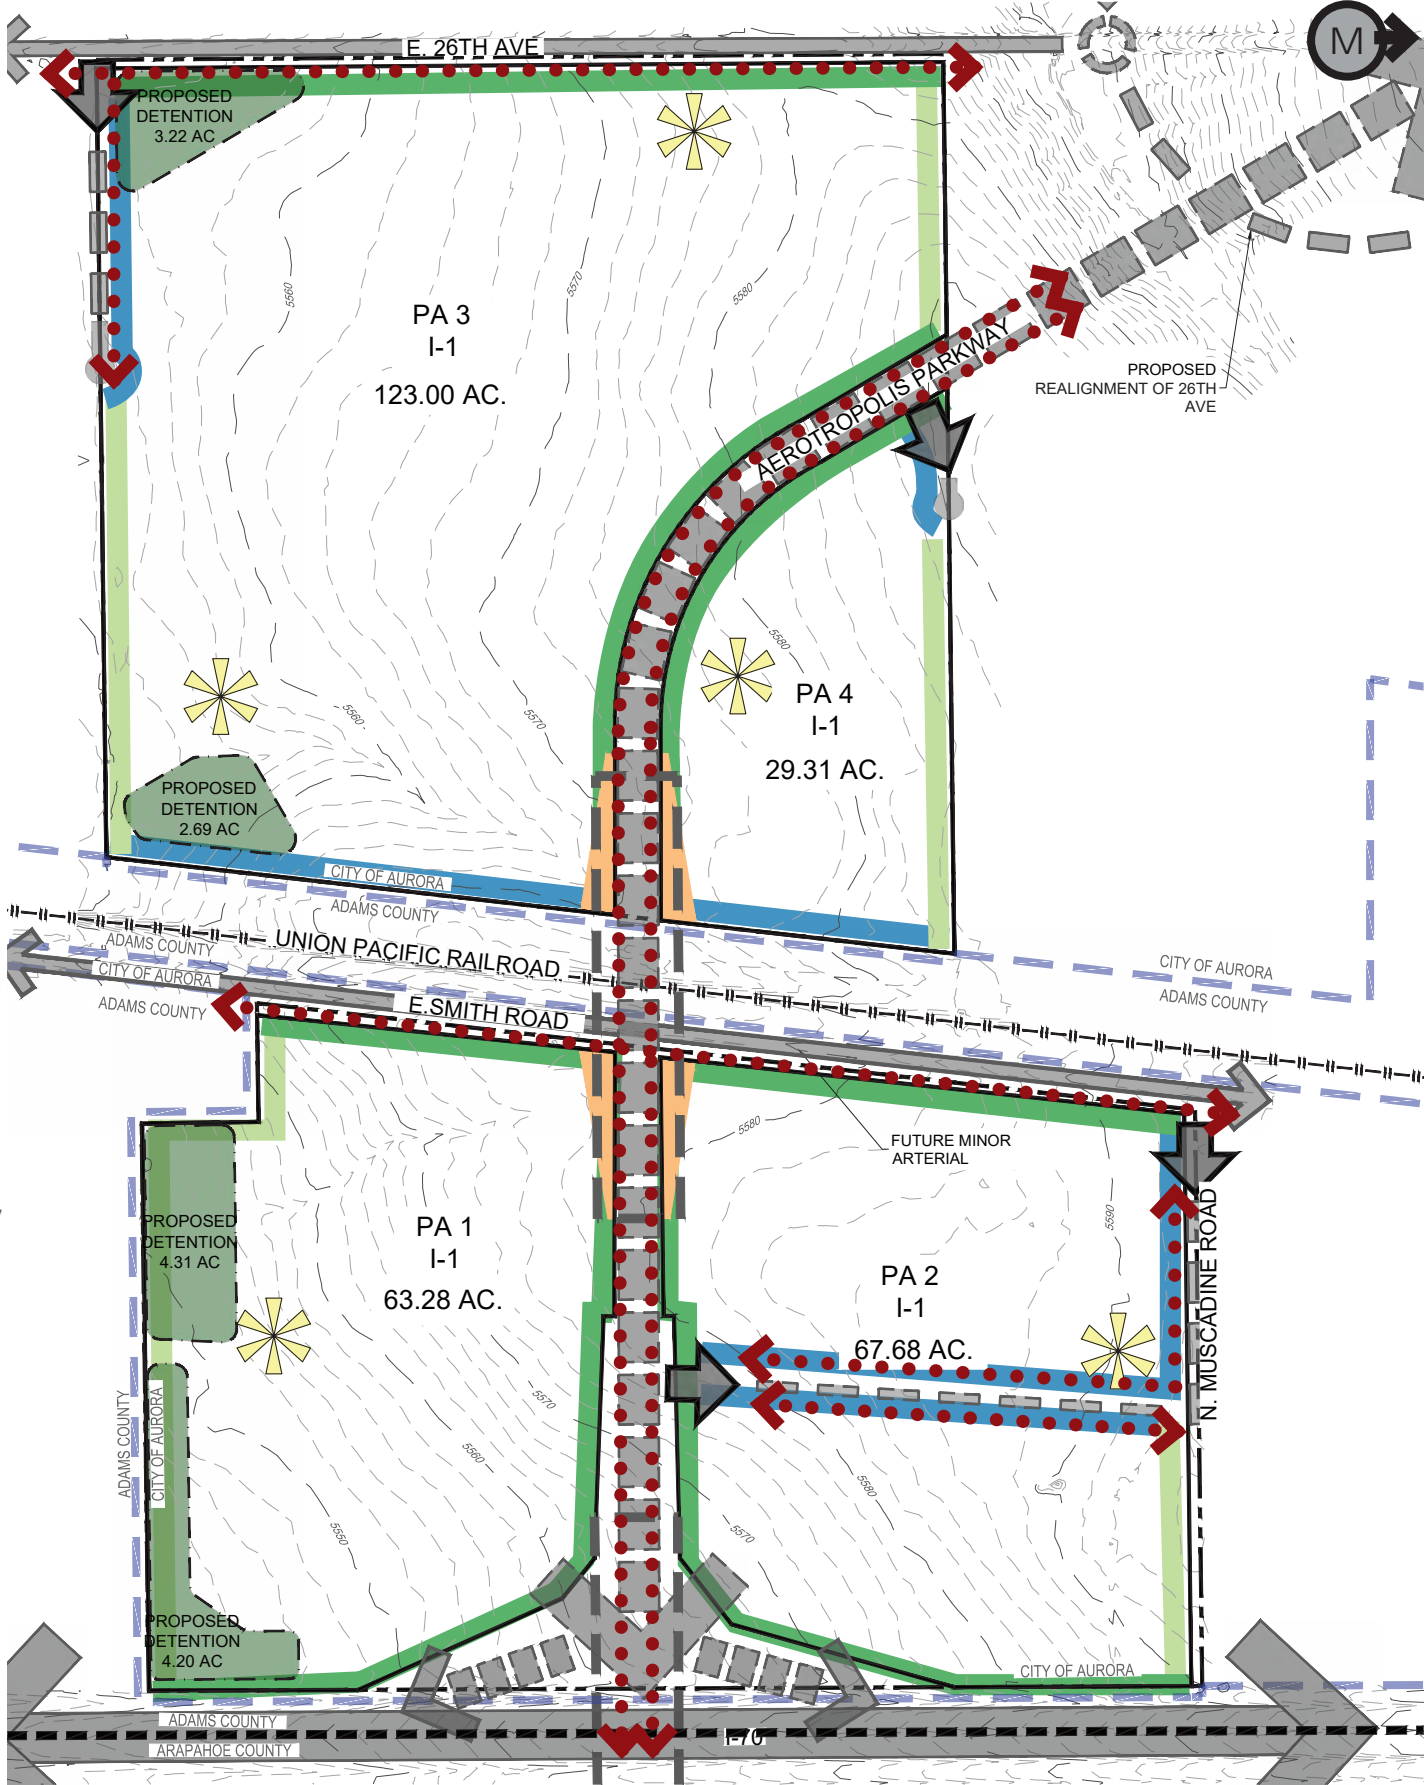 E. 26TH AVE
M
PROPOSED
DETENTION
3.22 AC
5560
5570
5580
PA 3
I-1
123.00 AC.
AEROTROPOLIS PARKWAY
PROPOSED
REALIGNMENT OF 26TH
AVE
5580
PA 4
I-1
29.31 AC.
5560
5570
PROPOSED
DETENTION
2.69 AC
CITY OF AURORA
ADAMS COUNTY
ADAMS COUNTY
UNION PACIFIC RAILROAD
CITY OF AURORA
ADAMS COUNTY
CITY OF AURORA
ADAMS COUNTY
E.SMITH ROAD
5580
FUTURE MINOR
ARTERIAL
PROPOSED
DETENTION
4.31 AC
PA 1
I-1
63.28 AC.
5590
N. MUSCADINE ROAD
PA 2
I-1
67.68 AC.
ADAMS COUNTY
CITY OF AURORA
5570
5560
5550
5580
5570
PROPOSED
DETENTION
4.20 AC
CITY OF AURORA
ADAMS COUNTY
ARAPAHOE COUNTY
I-70